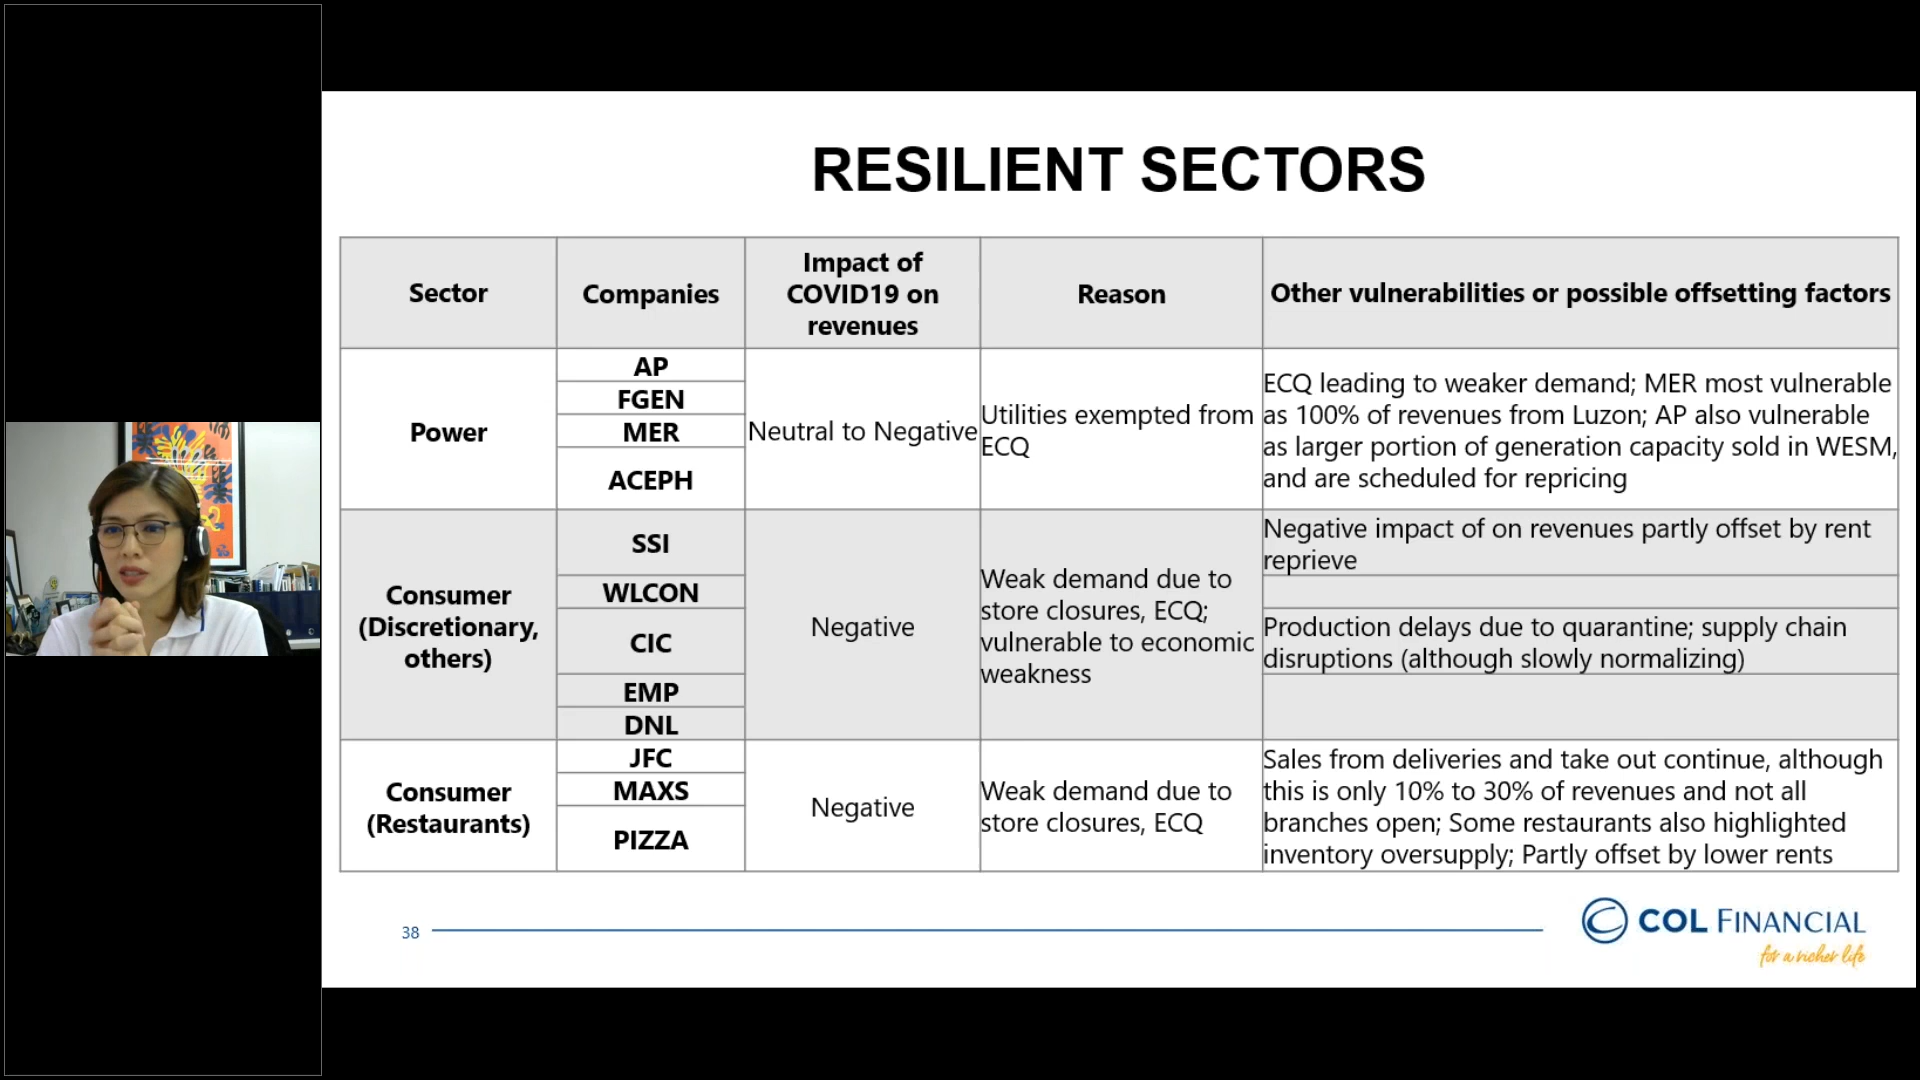 RESILIENT SECTORS
Sector
Companies
Impact of
COVID19 on
revenues
Reason
Other vulnerabilities or possible offsetting factors
Power
AP
FGEN
MER
ACEPH
Neutral to Negative
Utilities exempted from
ECQ
ECQ leading to weaker demand; MER most vulnerable
as 100% of revenues from Luzon; AP also vulnerable
as larger portion of generation capacity sold in WESM,
and are scheduled for repricing
Consumer
(Discretionary,
others)
SSI
WLCON
CIC
EMP
DNL
Negative
Weak demand due to
store closures, ECQ;
vulnerable to economic
weakness
Negative impact of on revenues partly offset by rent
reprieve
Production delays due to quarantine; supply chain
disruptions (although slowly normalizing)
Consumer
(Restaurants)
JFC
MAXS
PIZZA
Negative
Weak demand due to
store closures, ECQ
Sales from deliveries and take out continue, although
this is only 10% to 30% of revenues and not all
branches open; Some restaurants also highlighted
inventory oversupply; Partly offset by lower rents
38
COL FINANCIAL
for a richer life